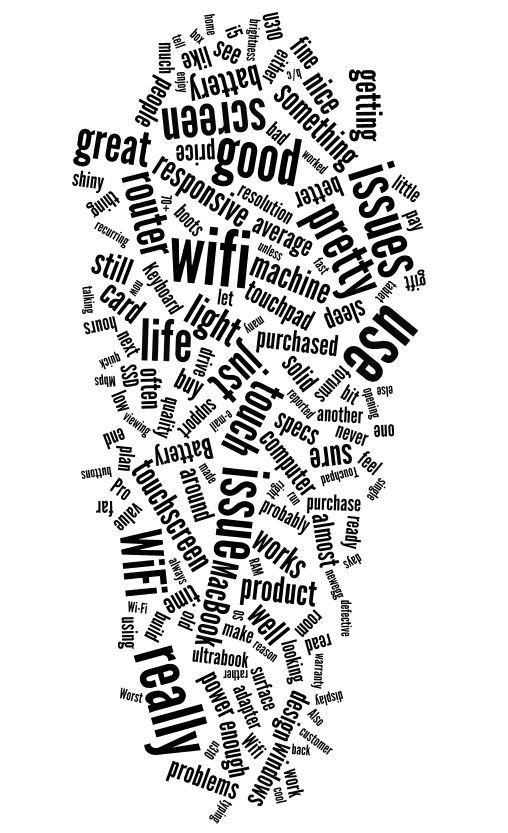 home
U310
i5
brightness
box
tell
fine
see
like
much
either
c/b
nice
enjoy
battery
getting
people
something
screen
bad
great
price
good
worked
issues
little
shiny
responsive
better
router
resolution
thing
70+
pay
boots
pretty
average
recurring
unless
wifi
fast
still
machine
gift
tablet
now
Keyboard
let
touchpad
talking
card
sleep
light
many
use
hours
life
purchased
next
quick
drive
just
solid
running
Mbps
SSD
often
buy
bit
else
opening
low
touch
reported
quality
support
e-mail
another
viewing
specs
never
one
end
Battery
computer
sure
plan
feel
buttons
made
Touchpad
touchscreen
around
Pro
right
run
single
issue
purchase
far
value
probably
almost
ready
WiFi
works
days
always
RAM
newegg
MacBook
product
Wi-Fi
time
defective
old
OS
well
room
using
build
make
reason
read
ultrabook
looking
really
rather
warranty
surface
Worst
power
adapter
design
display
Also
customer
wifi
windows
enough
back
problems
work
cool
typing